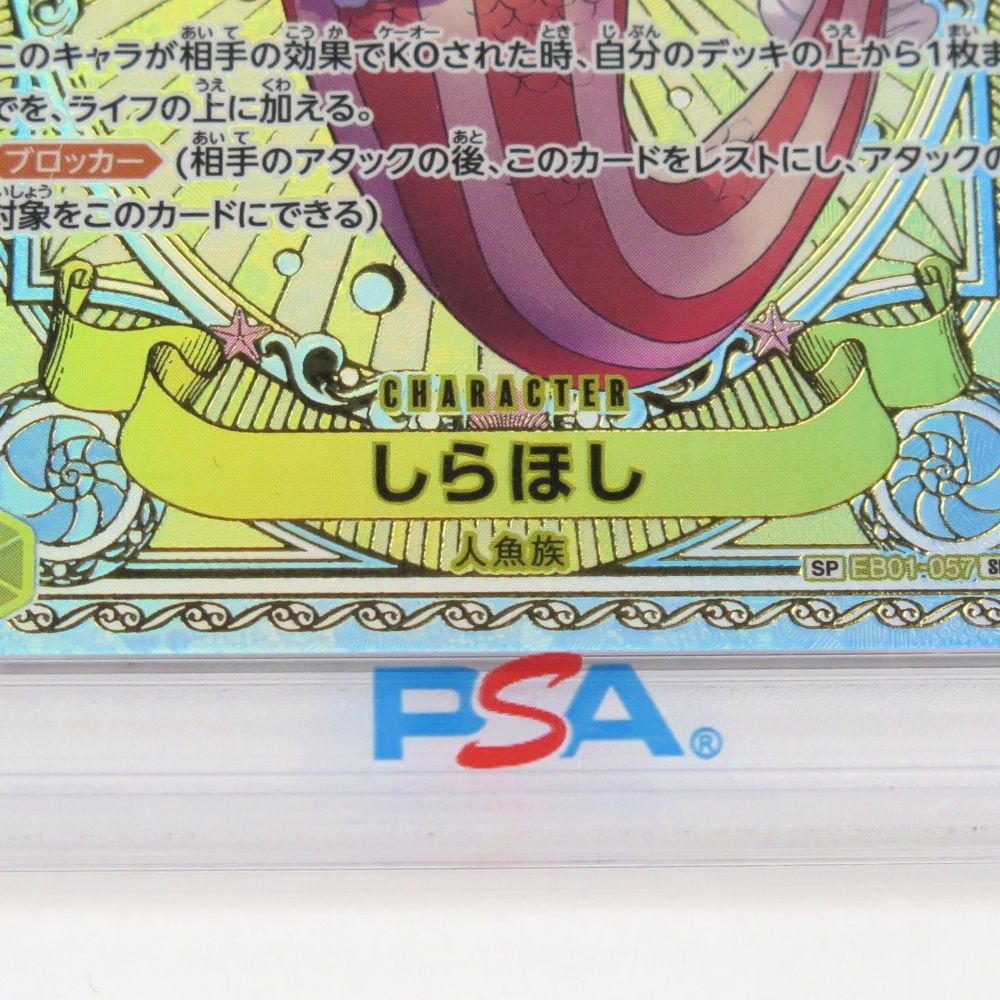 このキャラが相手の効果でKOされた時、自分のデッキの上から1枚ま
でを、ライフの上に加える。
ブロッカー (相手のアタックの後、このカードをレストにし、アタックの
対象をこのカードにできる)
CHARACTER
しらほし
人魚族
SP EB01-057
PSA®